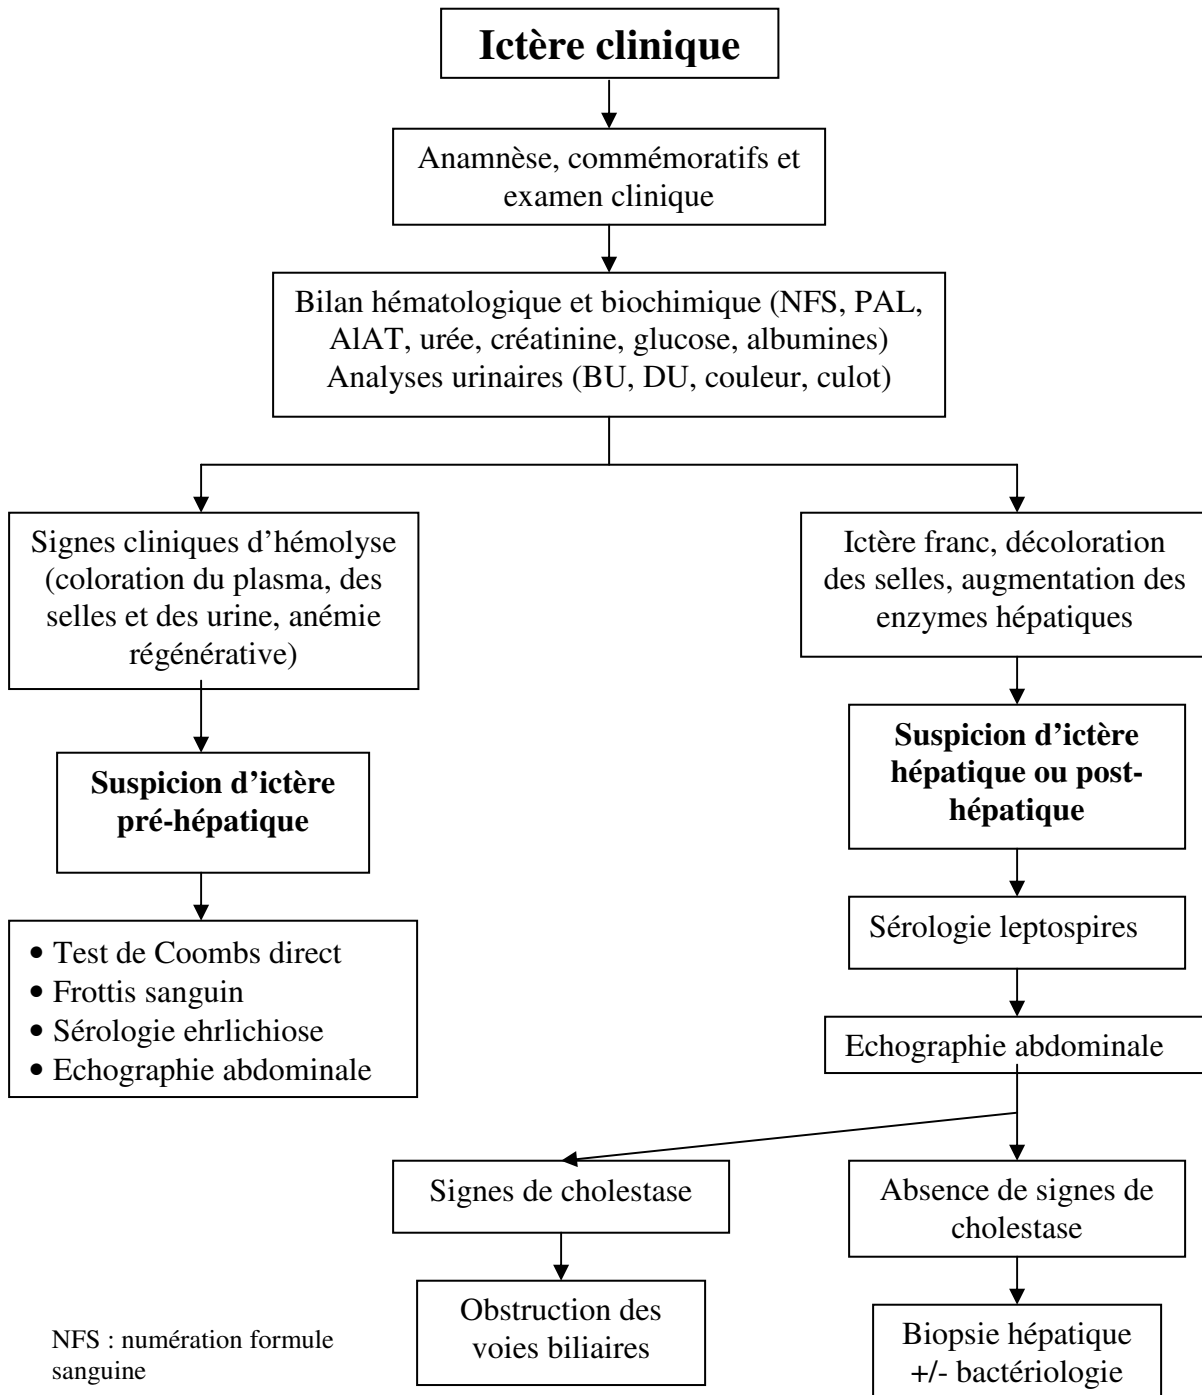 Ictère clinique
Anamnèse, commémoratifs et
examen clinique
Bilan hématologique et biochimique (NFS, PAL,
AlAT, urée, créatinine, glucose, albumines)
Analyses urinaires (BU, DU, couleur, culot)
Signes cliniques d’hémolyse
(coloration du plasma, des
selles et des urine, anémie
régénérative)
Suspicion d’ictère
pré-hépatique
• Test de Coombs direct
• Frottis sanguin
• Sérologie ehrlichiose
• Echographie abdominale
Ictère franc, décoloration
des selles, augmentation des
enzymes hépatiques
Suspicion d’ictère
hépatique ou post-
hépatique
Sérologie leptospires
Echographie abdominale
Signes de cholestase
Obstruction des
voies biliaires
Absence de signes de
cholestase
Biopsie hépatique
+/- bactériologie
NFS : numération formule
sanguine